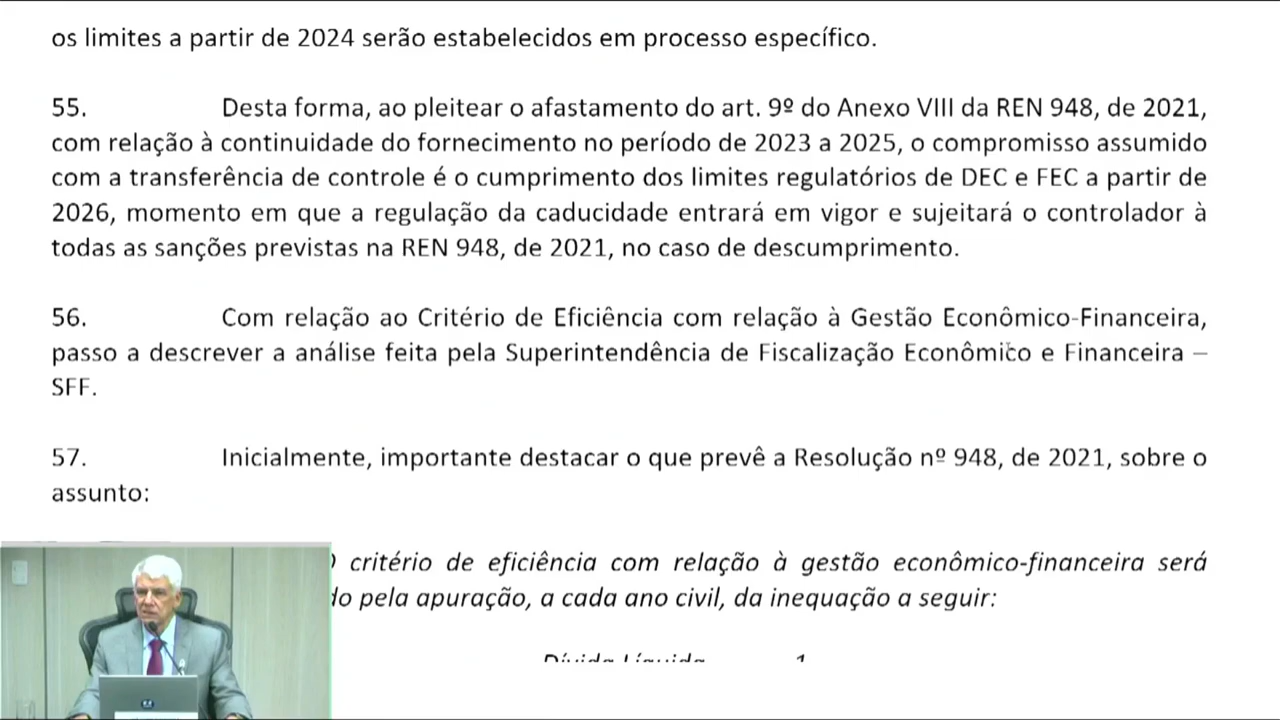 os limites a partir de 2024 serão estabelecidos em processo específico.
55. Desta forma, ao pleitear o afastamento do art. 9º do Anexo VIII da REN 948, de 2021,
com relação à continuidade do fornecimento no período de 2023 a 2025, o compromisso assumido
com a transferência de controle é o cumprimento dos limites regulatórios de DEC e FEC a partir de
2026, momento em que a regulação da caducidade entrará em vigor e sujeitará o controlador à
todas as sanções previstas na REN 948, de 2021, no caso de descumprimento.
56. Com relação ao Critério de Eficiência com relação à Gestão Econômico-Financeira,
passo a descrever a análise feita pela Superintendência de Fiscalização Econômico e Financeira –
SFF.
57. Inicialmente, importante destacar o que prevê a Resolução nº 948, de 2021, sobre o
assunto:
critério de eficiência com relação à gestão econômico-financeira será
pela apuração, a cada ano civil, da inequação a seguir: